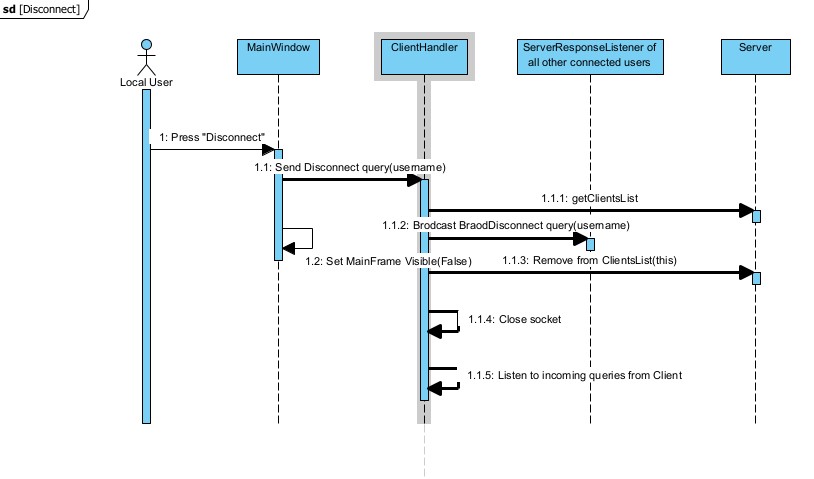 sd [Disconnect]
MainWindow
ClientHandler
ServerResponseListener of
all other connected users
Server
Local User
1: Press "Disconnect"
1.1: Send Disconnect query(username)
1.1.1: getClientsList
1.1.2: Brodcast BraodDisconnect query(username)
1.2: Set MainFrame Visible(False)
1.1.3: Remove from ClientsList(this)
1.1.4: Close socket
1.1.5: Listen to incoming queries from Client